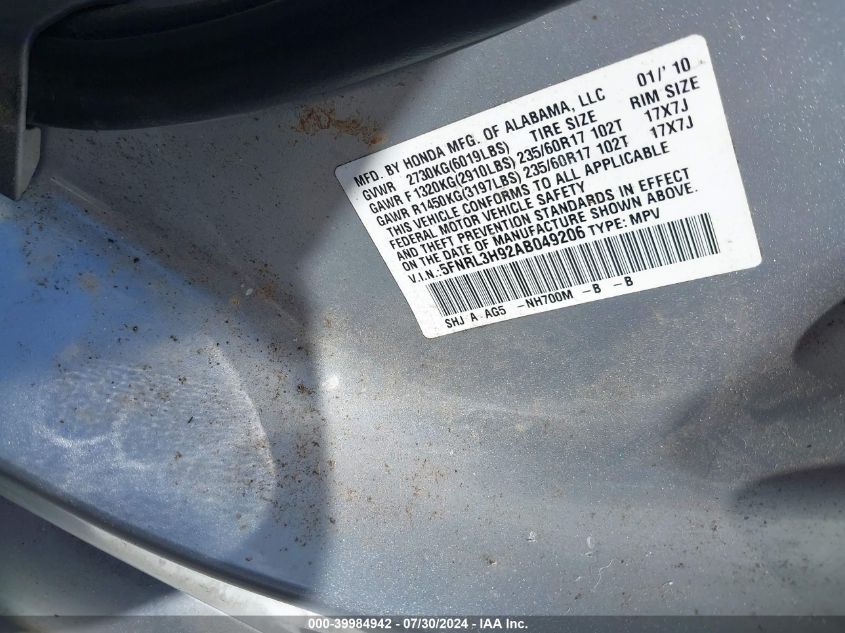 MFD. BY HONDA MFG. OF ALABAMA, LLC 01/' 10
GVWR 2730KG(6019LBS) TIRE SIZE RIM SIZE
GAWR F 1320KG(2910LBS) 235/60R17 102T 17X7J
GAWR R1450KG(3197LBS) 235/60R17 102T 17X7J
THIS VEHICLE CONFORMS TO ALL APPLICABLE
FEDERAL MOTOR VEHICLE SAFETY
AND THEFT PREVENTION STANDARDS IN EFFECT
ON THE DATE OF MANUFACTURE SHOWN ABOVE.
V.I.N.:5FNRL3H92AB049206 TYPE: MPV
SHJ A AG5 -NH700M -B -B
000-39984942 / 07/30/2024 / IAA Inc.